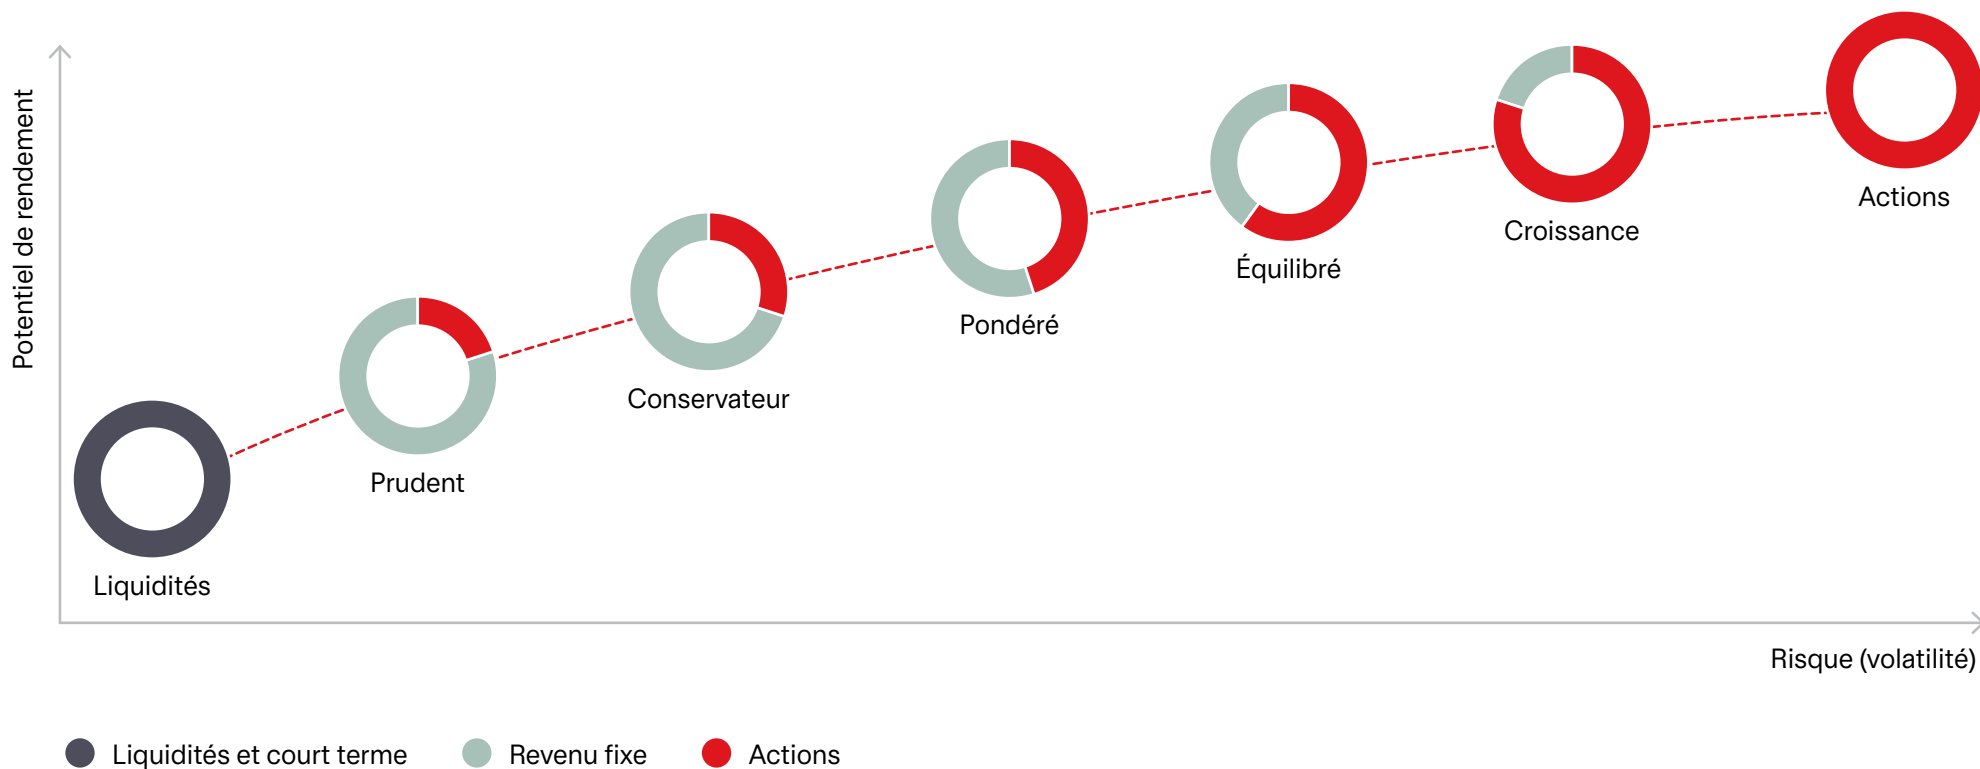 Potentiel de rendement
Liquidités
Prudent
Conservateur
Pondéré
Équilibré
Croissance
Actions
Risque (volatilité)
Liquidités et court terme
Revenu fixe
Actions